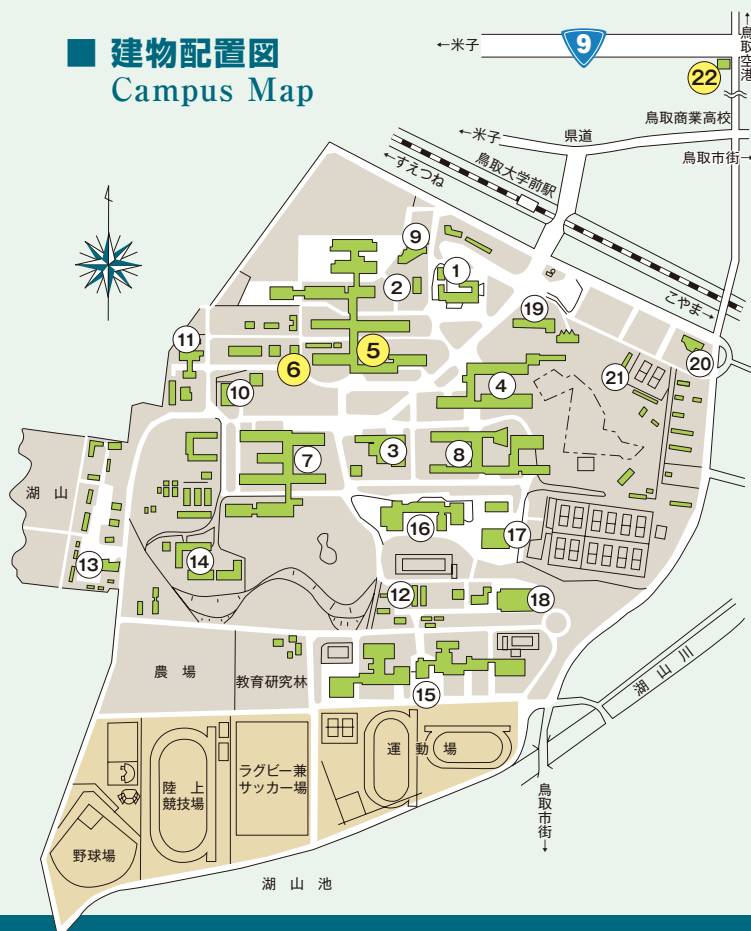 ■ 建物配置図
Campus Map
←米子
9
鳥取空港
22
鳥取商業高校
←米子
県道
鳥取市街→
鳥取大学前駅
←すえつね
こやま→
9
1
2
19
11
5
6
20
21
4
10
3
7
8
湖山
16
17
13
14
12
18
農場
教育研究林
15
湖山川
運動場
陸上
競技場
ラグビー兼
サッカー場
鳥取市街→
野球場
湖山池